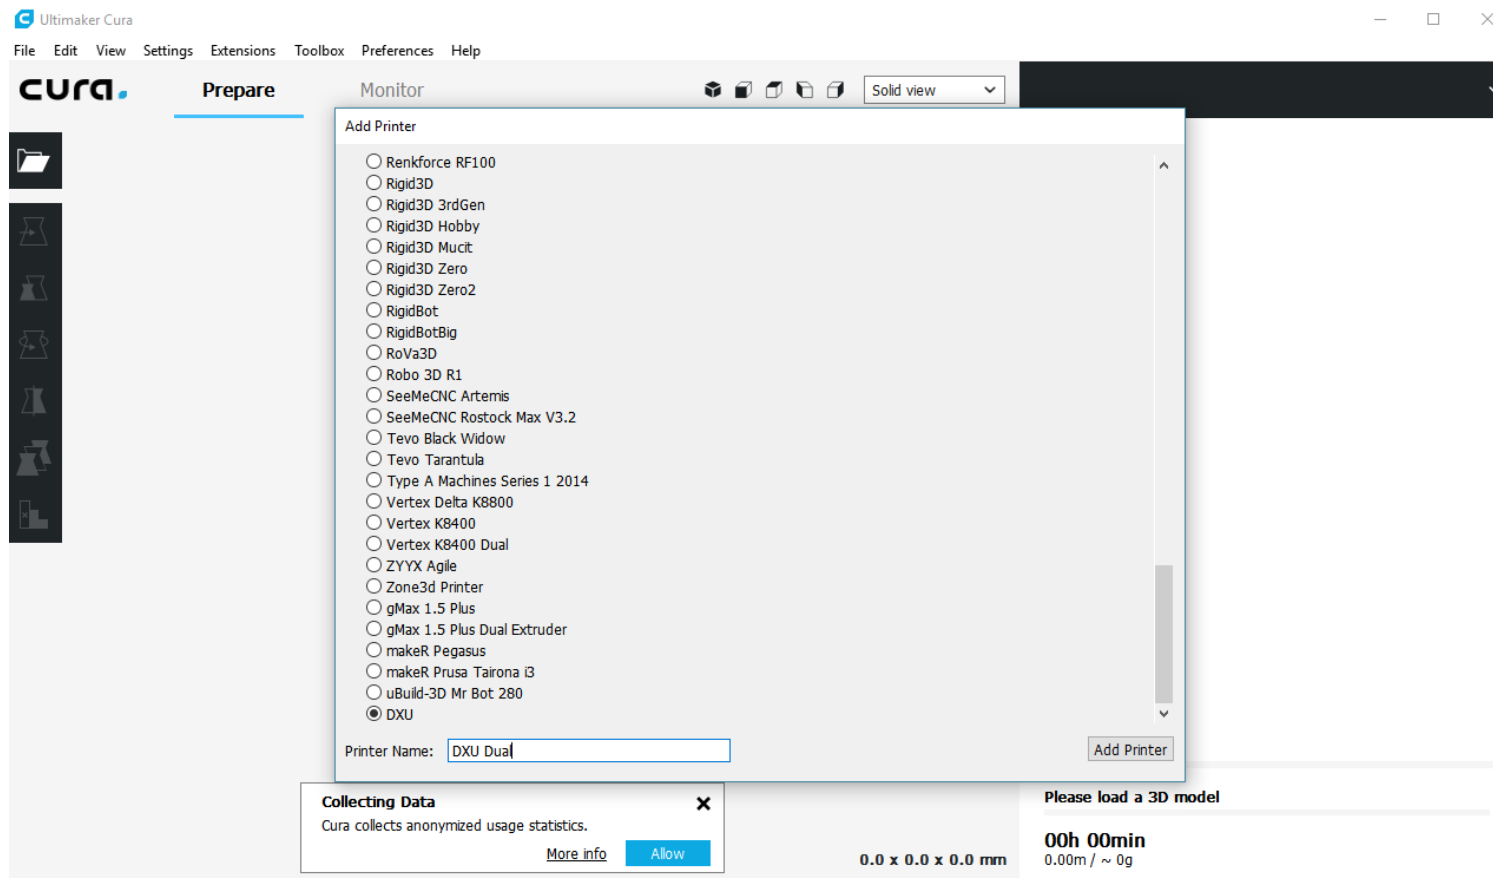 Ultimaker Cura
File Edit View Settings Extensions Toolbox Preferences Help
cura.
Prepare
Monitor
Solid view
Add Printer
Renkforce RF100
Rigid3D
Rigid3D 3rdGen
Rigid3D Hobby
Rigid3D Mucit
Rigid3D Zero
Rigid3D Zero2
RigidBot
RigidBotBig
RoVa3D
Robo 3D R1
SeeMeCNC Artemis
SeeMeCNC Rostock Max V3.2
Tevo Black Widow
Tevo Tarantula
Type A Machines Series 1 2014
Vertex Delta K8800
Vertex K8400
Vertex K8400 Dual
ZYYX Agile
Zone3d Printer
gMax 1.5 Plus
gMax 1.5 Plus Dual Extruder
makeR Pegasus
makeR Prusa Tairona i3
uBuild-3D Mr Bot 280
DXU
Printer Name: DXU Dual
Add Printer
Collecting Data
Cura collects anonymized usage statistics.
More info
Allow
0.0 x 0.0 x 0.0 mm
Please load a 3D model
00h 00min
0.00m / ~ 0g